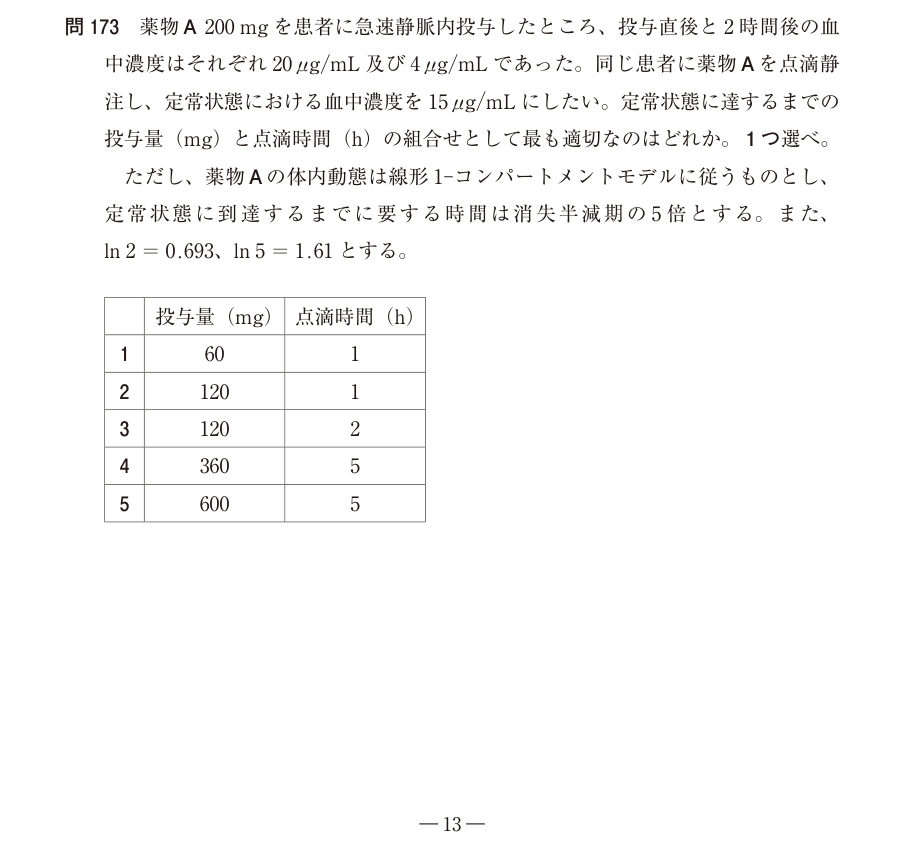 問 173 薬物 A 200 mg を患者に急速静脈内投与したところ、投与直後と 2 時間後の血
中濃度はそれぞれ 20 μg/mL 及び 4 μg/mL であった。同じ患者に薬物 A を点滴静
注し、定常状態における血中濃度を 15 μg/mL にしたい。定常状態に達するまでの
投与量（mg）と点滴時間（h）の組合せとして最も適切なのはどれか。1つ選べ。
ただし、薬物 A の体内動態は線形 1-コンパートメントモデルに従うものとし、
定常状態に到達するまでに要する時間は消失半減期の 5 倍とする。また、
ln 2 = 0.693、ln 5 = 1.61 とする。
投与量（mg） 点滴時間（h）
1 60 1
2 120 1
3 120 2
4 360 5
5 600 5
— 13 —